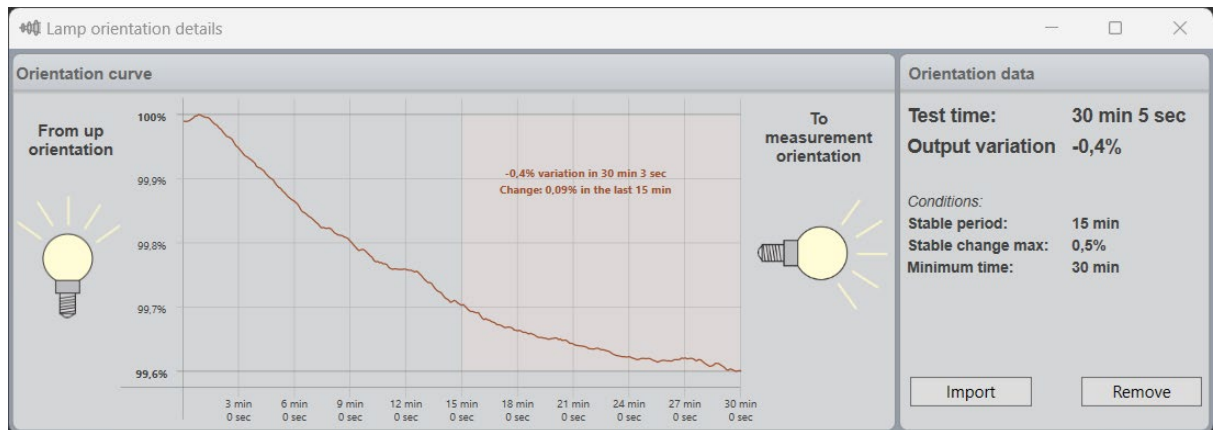 Lamp orientation details
Orientation curve
From up
orientation
100%
99,9%
99,8%
99,7%
99,6%
-0,4% variation in 30 min 3 sec
Change: 0,09% in the last 15 min
3 min 6 min 9 min 12 min 15 min 18 min 21 min 24 min 27 min 30 min
0 sec 0 sec 0 sec 0 sec 0 sec 0 sec 0 sec 0 sec 0 sec 0 sec
To
measurement
orientation
Orientation data
Test time: 30 min 5 sec
Output variation -0,4%
Conditions:
Stable period: 15 min
Stable change max: 0,5%
Minimum time: 30 min
Import Remove